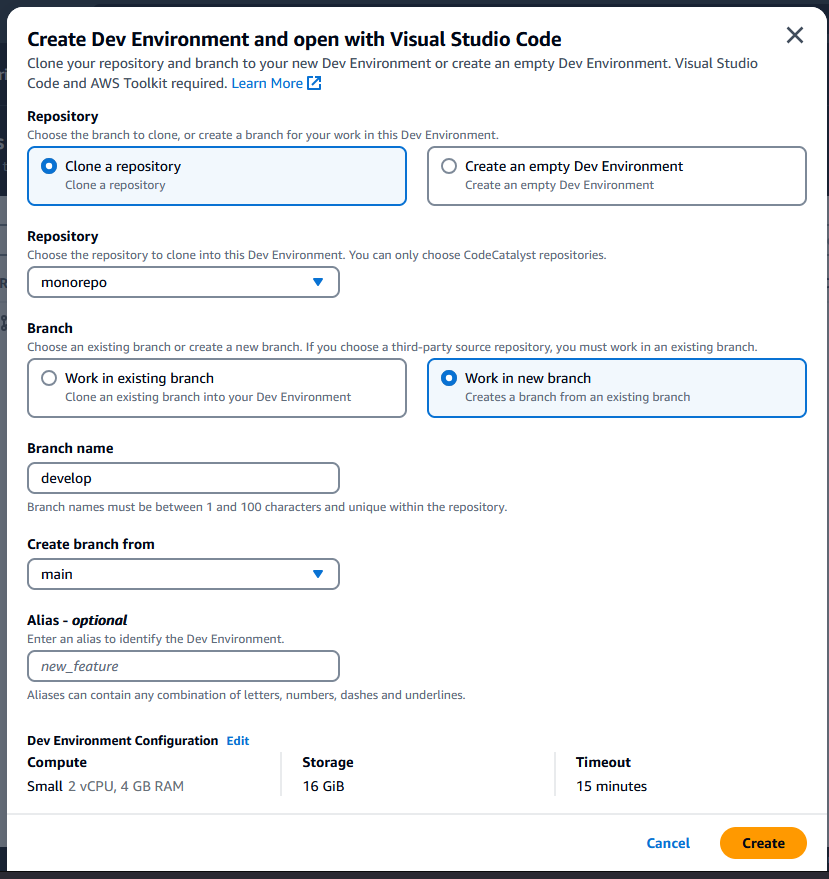 Create Dev Environment and open with Visual Studio Code
Clone your repository and branch to your new Dev Environment or create an empty Dev Environment. Visual Studio
Code and AWS Toolkit required. Learn More
Repository
Choose the branch to clone, or create a branch for your work in this Dev Environment.
Clone a repository
Clone a repository
Create an empty Dev Environment
Create an empty Dev Environment
Repository
Choose the repository to clone into this Dev Environment. You can only choose CodeCatalyst repositories.
monorepo
Branch
Choose an existing branch or create a new branch. If you choose a third-party source repository, you must work in an existing branch.
Work in existing branch
Clone an existing branch into your Dev Environment
Work in new branch
Creates a branch from an existing branch
Branch name
develop
Branch names must be between 1 and 100 characters and unique within the repository.
Create branch from
main
Alias - optional
Enter an alias to identify the Dev Environment.
new_feature
Aliases can contain any combination of letters, numbers, dashes and underlines.
Dev Environment Configuration Edit
Compute
Small 2 vCPU, 4 GB RAM
Storage
16 GiB
Timeout
15 minutes
Cancel
Create